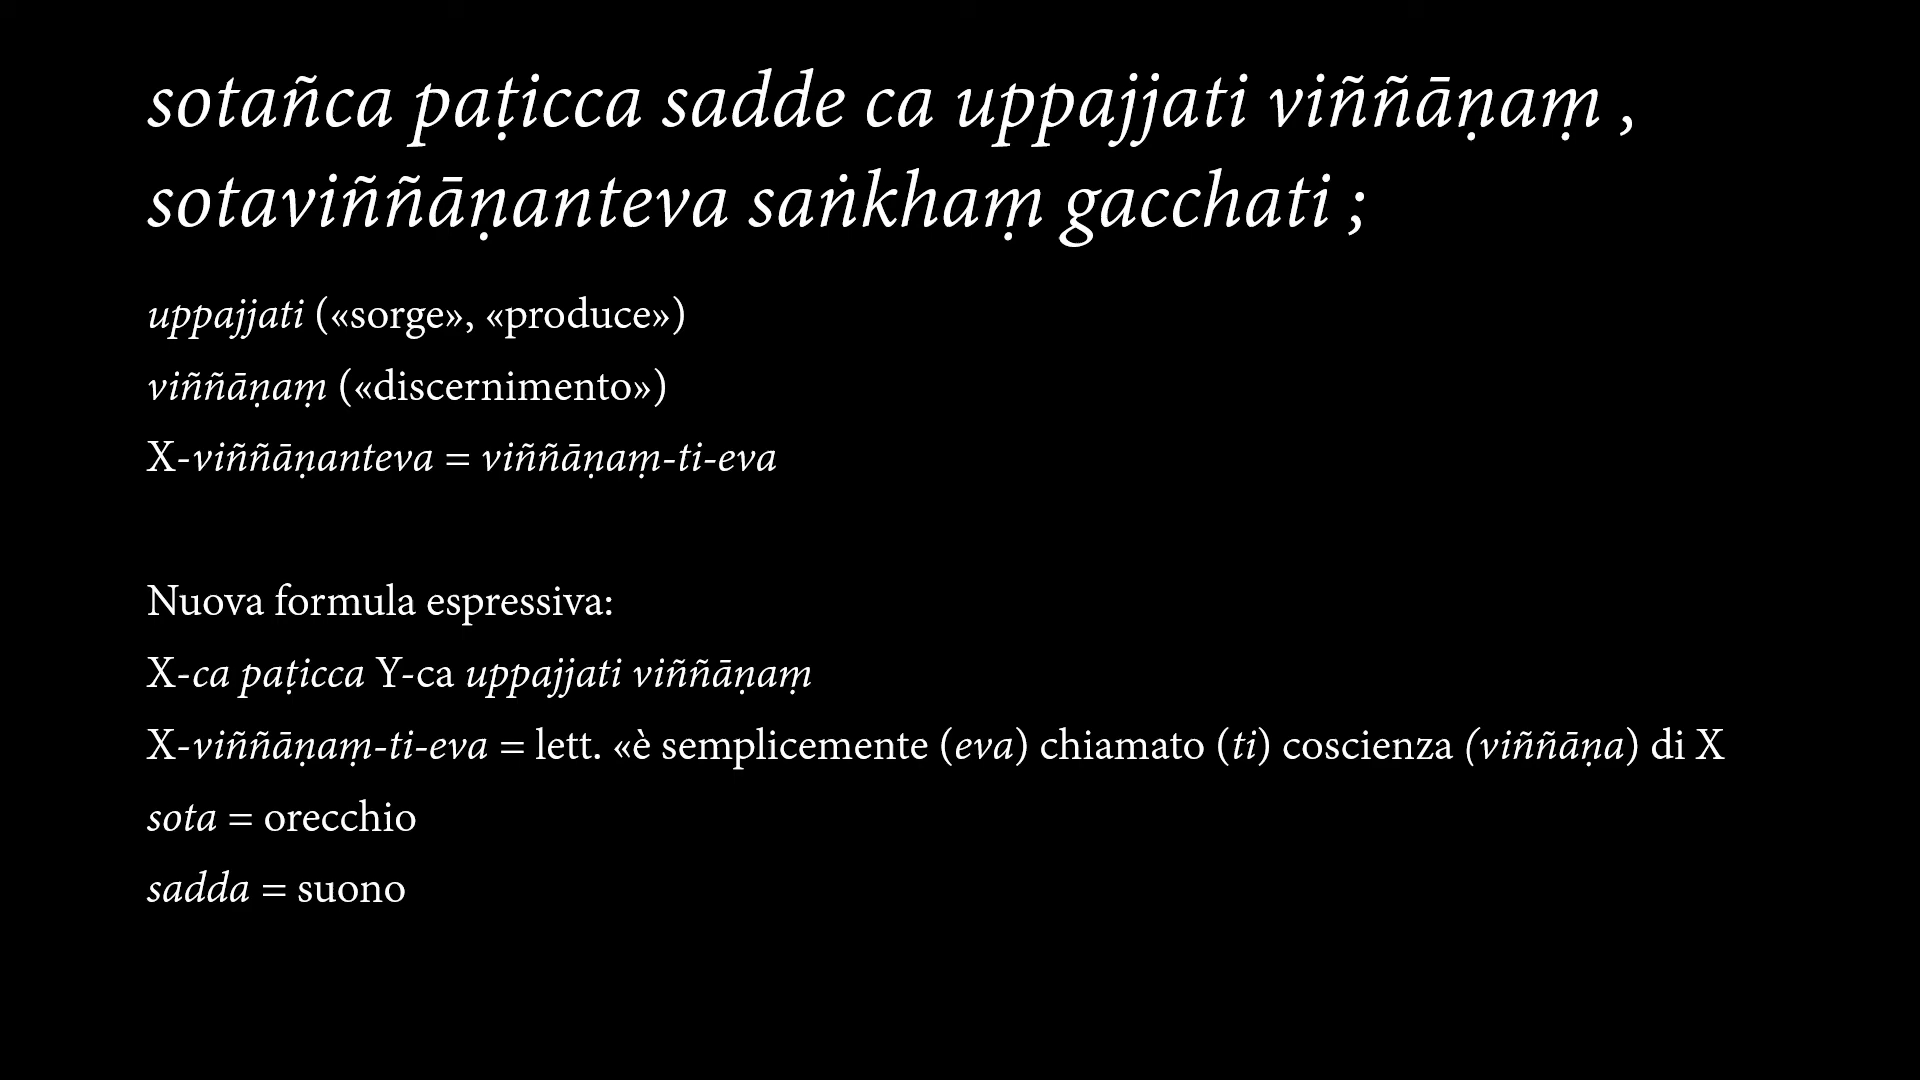 sotañca paṭicca sadde ca uppajjati viññāṇaṃ ,
sotaviññāṇanteva saṅkhaṃ gacchati ;
uppajjati («sorge», «produce»)
viññāṇaṃ («discernimento»)
X-viññāṇanteva = viññāṇaṃ-ti-eva
Nuova formula espressiva:
X-ca paṭicca Y-ca uppajjati viññāṇaṃ
X-viññāṇaṃ-ti-eva = lett. «è semplicemente (eva) chiamato (ti) coscienza (viññāṇa) di X
sota = orecchio
sadda = suono